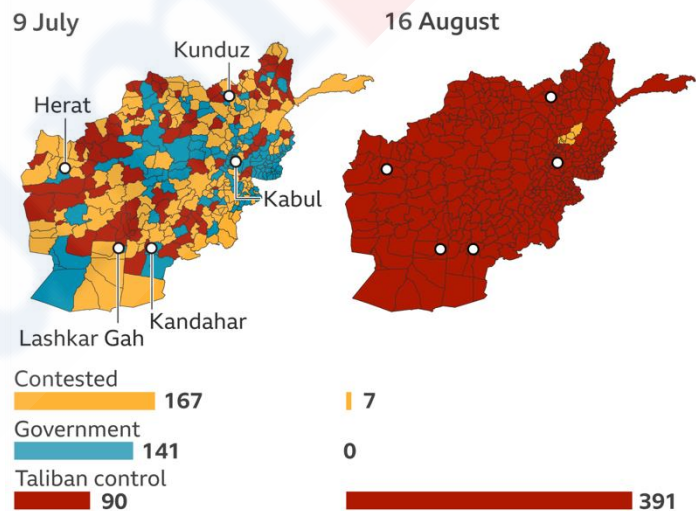 9 July
16 August
Kunduz
Herat
Kabul
Kandahar
Lashkar Gah
Contested
167
7
Government
141
0
Taliban control
90
391